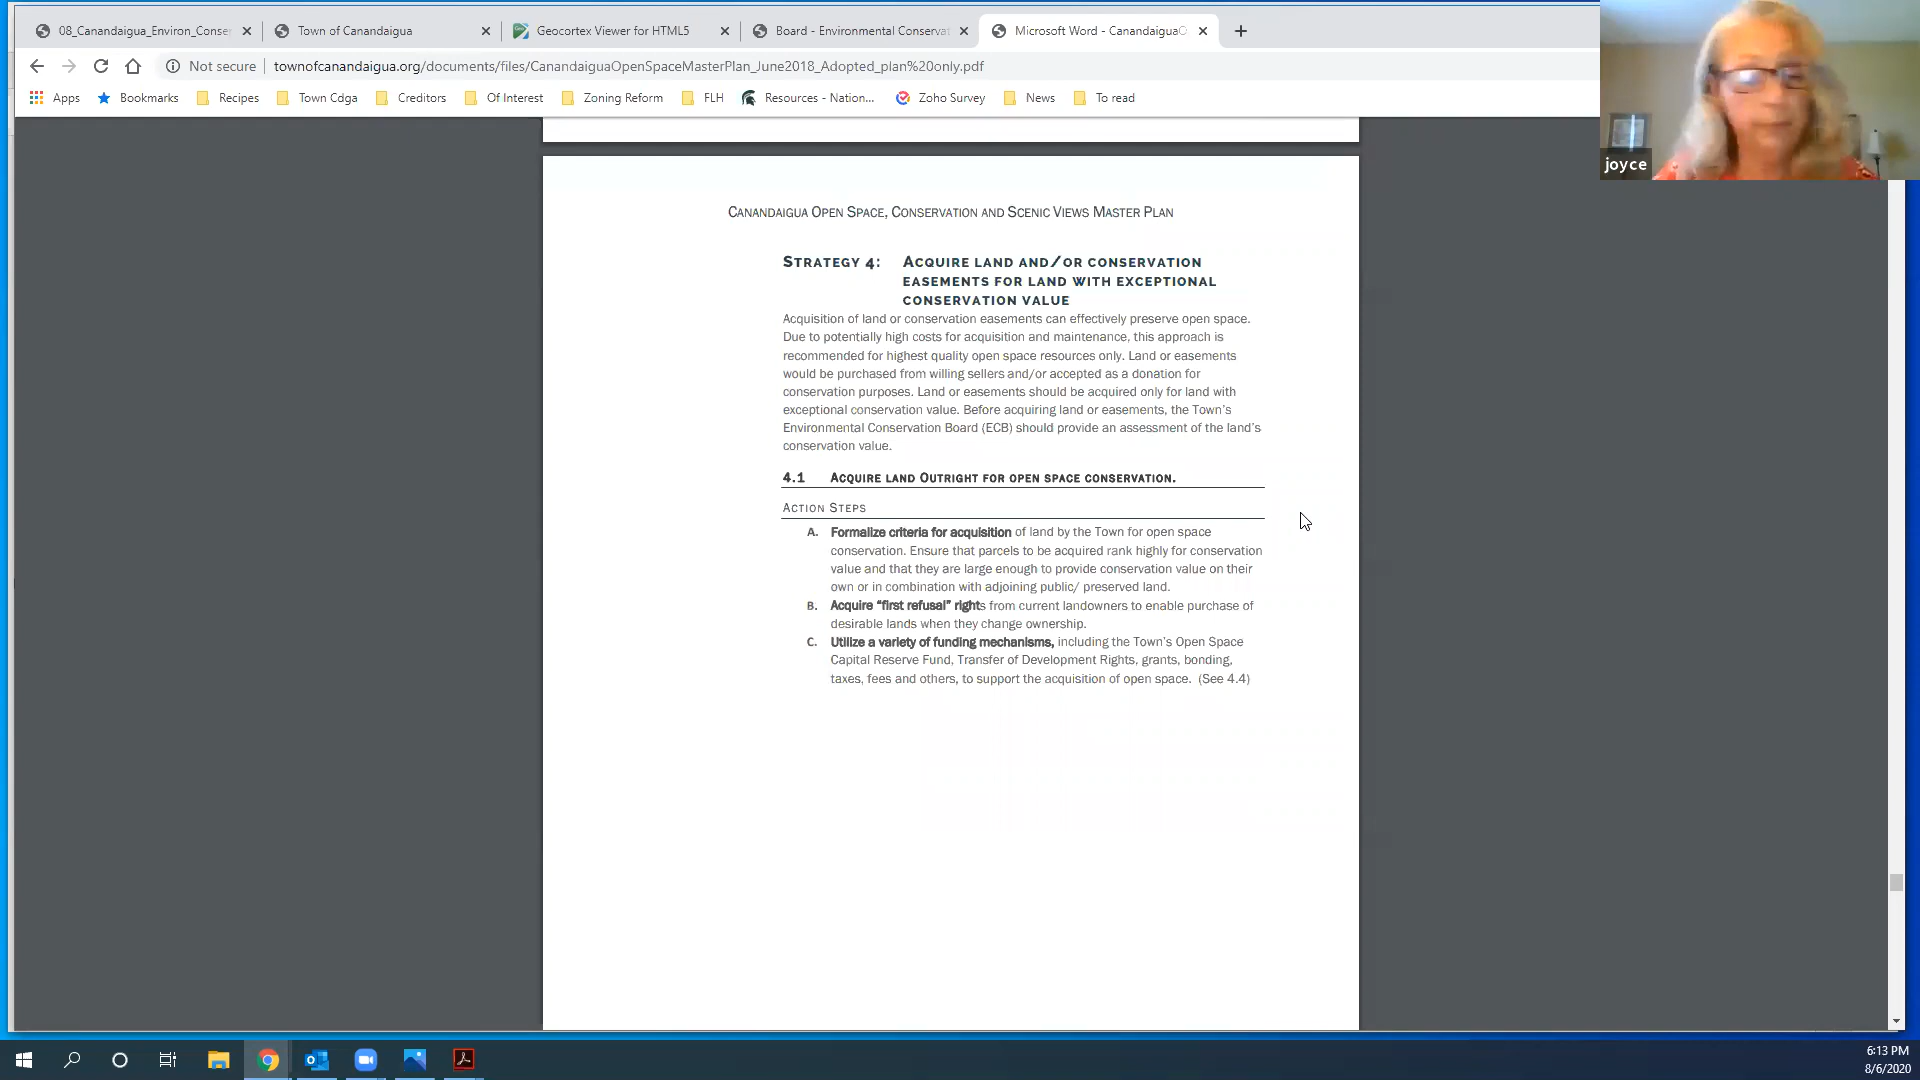 08_Canandaigua_Environ_Conser
Town of Canandaigua
Geocortex Viewer for HTML5
Board - Environmental Conservat
Microsoft Word - CanandaiguaO
Not secure
townofcanandaigua.org/documents/files/CanandaiguaOpenSpaceMasterPlan_June2018_Adopted_plan%20only.pdf
Apps
Bookmarks
Recipes
Town Cdga
Creditors
Of Interest
Zoning Reform
FLH
Resources - Nation...
Zoho Survey
News
To read
joyce
CANANDAIGUA OPEN SPACE, CONSERVATION AND SCENIC VIEWS MASTER PLAN
STRATEGY 4: ACQUIRE LAND AND/OR CONSERVATION
EASEMENTS FOR LAND WITH EXCEPTIONAL
CONSERVATION VALUE
Acquisition of land or conservation easements can effectively preserve open space.
Due to potentially high costs for acquisition and maintenance, this approach is
recommended for highest quality open space resources only. Land or easements
would be purchased from willing sellers and/or accepted as a donation for
conservation purposes. Land or easements should be acquired only for land with
exceptional conservation value. Before acquiring land or easements, the Town's
Environmental Conservation Board (ECB) should provide an assessment of the land's
conservation value.
4.1 ACQUIRE LAND OUTRIGHT FOR OPEN SPACE CONSERVATION.
ACTION STEPS
A. Formalize criteria for acquisition of land by the Town for open space
conservation. Ensure that parcels to be acquired rank highly for conservation
value and that they are large enough to provide conservation value on their
own or in combination with adjoining public/ preserved land.
B. Acquire “first refusal” rights from current landowners to enable purchase of
desirable lands when they change ownership.
C. Utilize a variety of funding mechanisms, including the Town's Open Space
Capital Reserve Fund, Transfer of Development Rights, grants, bonding,
taxes, fees and others, to support the acquisition of open space. (See 4.4)
6:13 PM
8/6/2020